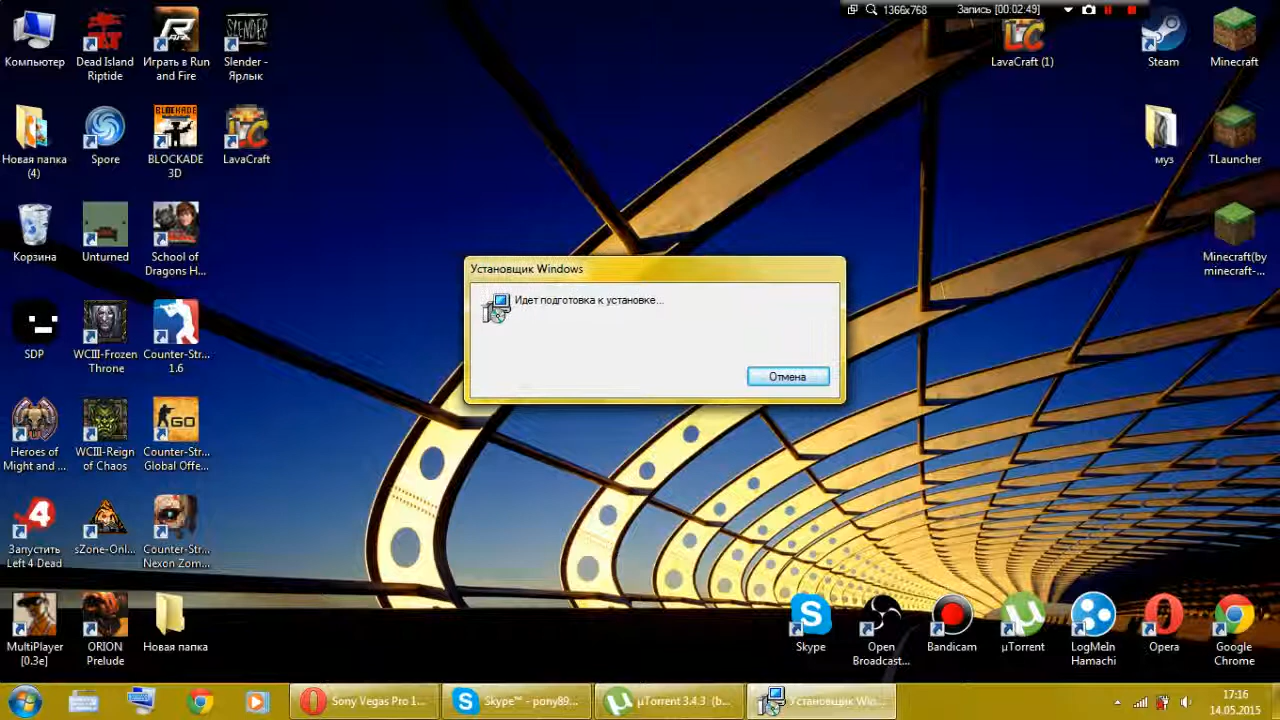 1366x768
Запись [00:02:49]
Компьютер
Dead Island
Riptide
Играть в Run
and Fire
Slender -
Ярлык
LavaCraft (1)
Steam
Minecraft
Новая папка
(4)
Spore
BLOCKADE
3D
LavaCraft
муз
TLauncher
Корзина
Unturned
School of
Dragons H...
Minecraft(by
minecraft-...
Установщик Windows
Идет подготовка к установке...
Отмена
SDP
WCIII-Frozen
Throne
Counter-Str...
1.6
Heroes of
Might and ...
WCIII-Reign
of Chaos
Counter-Str...
Global Offe...
Запустить
Left 4 Dead
sZone-Onl...
Counter-Str...
Nexon Zom...
MultiPlayer
[0.3e]
ORION
Prelude
Новая папка
Skype
Open
Broadcast...
Bandicam
µTorrent
LogMeIn
Hamachi
Opera
Google
Chrome
Sony Vegas Pro 1...
Skype™ - pony89...
µTorrent 3.4.3 (b...
Установщик Win...
17:16
14.05.2015
SLENDER
BLOCKADE
GO